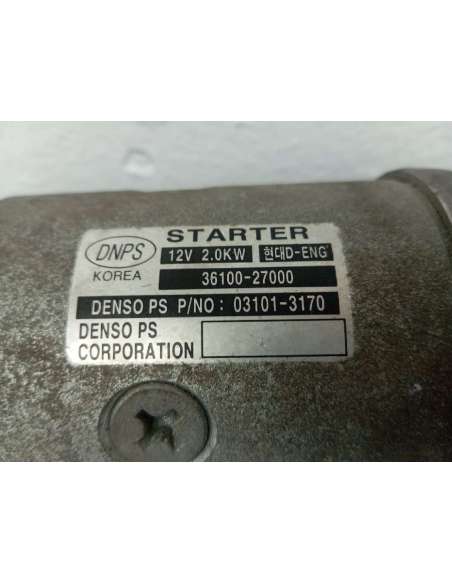 STARTER
DNPS
12V 2.0KW 현대D-ENG
KOREA
36100-27000
DENSO PS P/NO : 03101-3170
DENSO PS
CORPORATION